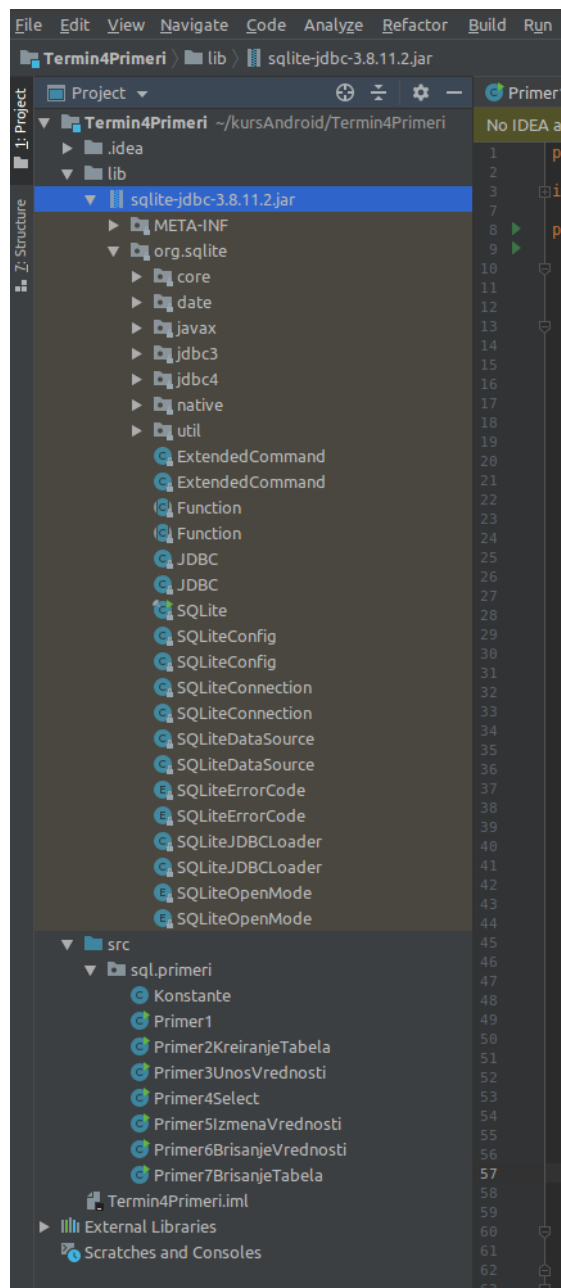 File Edit View Navigate Code Analyze Refactor Build Run
Termin4Primeri lib sqlite-jdbc-3.8.11.2.jar
1: Project
Z: Structure
Project
Primer
Termin4Primeri ~/kursAndroid/Termin4Primeri
No IDEA a
.idea
lib
sqlite-jdbc-3.8.11.2.jar
META-INF
org.sqlite
core
date
javax
jdbc3
jdbc4
native
util
ExtendedCommand
ExtendedCommand
Function
Function
JDBC
JDBC
SQLite
SQLiteConfig
SQLiteConfig
SQLiteConnection
SQLiteConnection
SQLiteDataSource
SQLiteDataSource
SQLiteErrorCode
SQLiteErrorCode
SQLiteJDBCLoader
SQLiteJDBCLoader
SQLiteOpenMode
SQLiteOpenMode
src
sql.primeri
Konstante
Primer1
Primer2KreiranjeTabela
Primer3UnosVrednosti
Primer4Select
Primer5IzmenaVrednosti
Primer6BrisanjeVrednosti
Primer7BrisanjeTabela
Termin4Primeri.iml
External Libraries
Scratches and Consoles
1 p
2
3 i
7
8 p
9
10
11
12
13
14
15
16
17
18
19
20
21
22
23
24
25
26
27
28
29
30
31
32
33
34
35
36
37
38
39
40
41
42
43
44
45
46
47
48
49
50
51
52
53
54
55
56
57
58
59
60
61
62